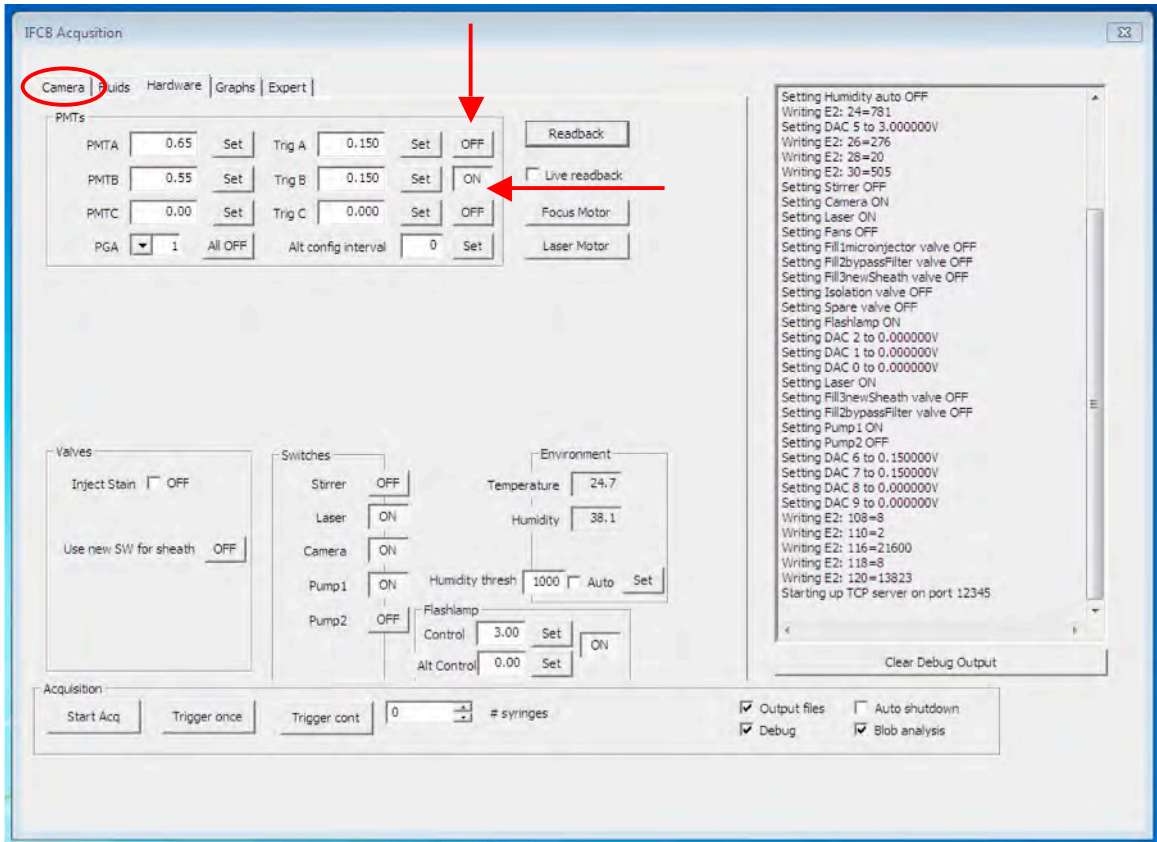 IFCB Acqusition
Camera Fluids Hardware Graphs Expert
PMTs
PMTA 0.65 Set Trig A 0.150 Set OFF Readback
PMTB 0.55 Set Trig B 0.150 Set ON Live readback
PMTC 0.00 Set Trig C 0.000 Set OFF Focus Motor
PGA 1 All OFF Alt config interval 0 Set Laser Motor
Valves
Inject Stain OFF
Use new SW for sheath OFF
Switches
Stirrer OFF
Laser ON
Camera ON
Pump1 ON
Pump2 OFF
Environment
Temperature 24.7
Humidity 38.1
Humidity thresh 1000 Auto Set
Flashlamp
Control 3.00 Set ON
Alt Control 0.00 Set
Setting Humidity auto OFF
Writing E2: 24=781
Setting DAC 5 to 3.000000V
Writing E2: 26=276
Writing E2: 28=20
Writing E2: 30=505
Setting Stirrer OFF
Setting Camera ON
Setting Laser ON
Setting Fans OFF
Setting Fill1microinjector valve OFF
Setting Fill2bypassFilter valve OFF
Setting Fill3newSheath valve OFF
Setting Isolation valve OFF
Setting Spare valve OFF
Setting Flashlamp ON
Setting DAC 2 to 0.000000V
Setting DAC 1 to 0.000000V
Setting DAC 0 to 0.000000V
Setting Laser ON
Setting Fill3newSheath valve OFF
Setting Fill2bypassFilter valve OFF
Setting Pump1 ON
Setting Pump2 OFF
Setting DAC 6 to 0.150000V
Setting DAC 7 to 0.150000V
Setting DAC 8 to 0.000000V
Setting DAC 9 to 0.000000V
Writing E2: 108=8
Writing E2: 110=2
Writing E2: 116=21600
Writing E2: 118=8
Writing E2: 120=13823
Starting up TCP server on port 12345
Clear Debug Output
Acquisition
Start Acq Trigger once Trigger cont 0 # syringes
Output files Auto shutdown
Debug Blob analysis